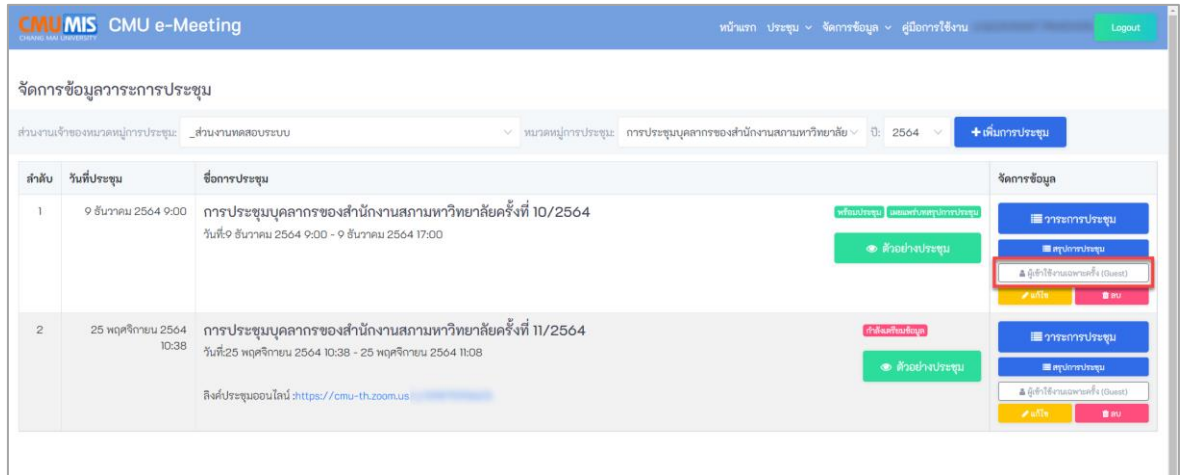 CMU MIS CMU e-Meeting หน้าแรก ประชุม จัดการข้อมูล คู่มือการใช้งาน Logout
CHIANG MAI UNIVERSITY
จัดการข้อมูลวาระการประชุม
ส่วนงานเจ้าของหมวดหมู่การประชุม: _ส่วนงานทดสอบระบบ หมวดหมู่การประชุม: การประชุมบุคลากรของสำนักงานสภามหาวิทยาลัย ปี: 2564 +เพิ่มการประชุม
ลำดับ วันที่ประชุม ชื่อการประชุม จัดการข้อมูล
1 9 ธันวาคม 2564 9:00 การประชุมบุคลากรของสำนักงานสภามหาวิทยาลัยครั้งที่ 10/2564 พร้อมประชุม เผยแพร่บทสรุปการประชุม วาระการประชุม
วันที่:9 ธันวาคม 2564 9:00 - 9 ธันวาคม 2564 17:00
ตัวอย่างประชุม สรุปการประชุม
ผู้เข้าใช้งานเฉพาะครั้ง (Guest)
แก้ไข ลบ
2 25 พฤศจิกายน 2564 การประชุมบุคลากรของสำนักงานสภามหาวิทยาลัยครั้งที่ 11/2564 กำลังเตรียมข้อมูล วาระการประชุม
10:38 วันที่:25 พฤศจิกายน 2564 10:38 - 25 พฤศจิกายน 2564 11:08
ตัวอย่างประชุม สรุปการประชุม
ลิงค์ประชุมออนไลน์ :https://cmu-th.zoom.us ผู้เข้าใช้งานเฉพาะครั้ง (Guest)
แก้ไข ลบ